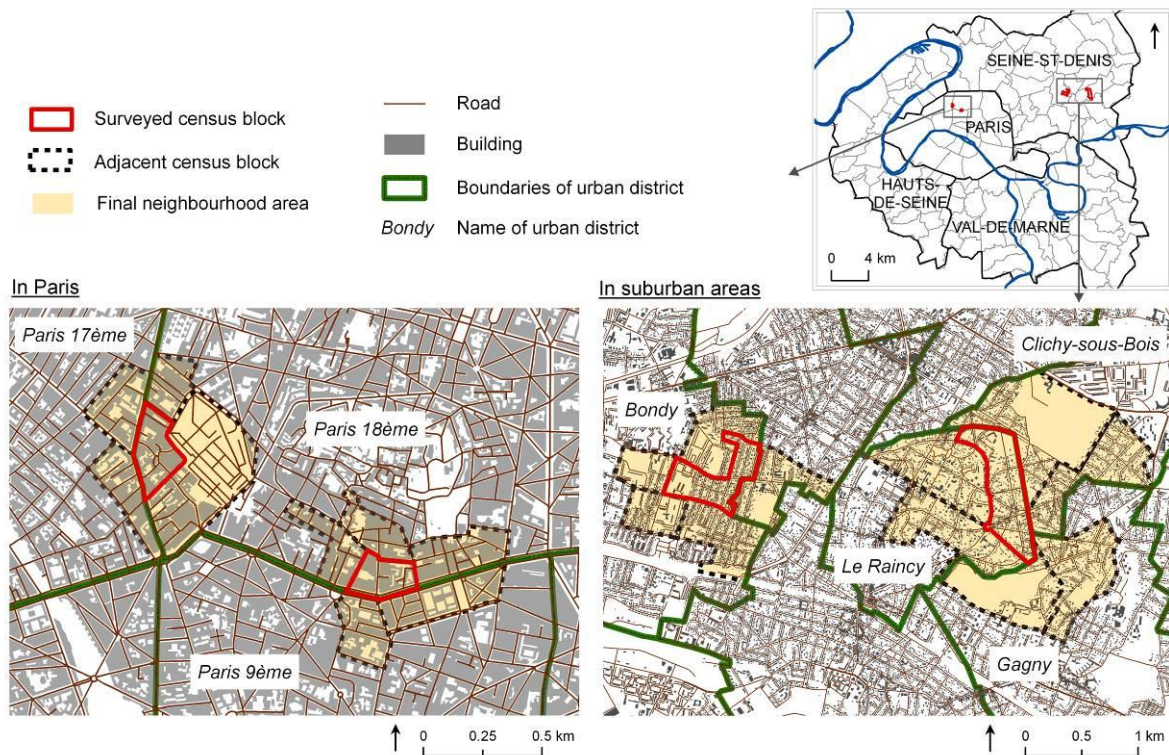 Surveyed census block
Adjacent census block
Final neighbourhood area
Road
Building
Boundaries of urban district
Bondy Name of urban district
SEINE-ST-DENIS
PARIS
HAUTS-
DE-SEINE
VAL-DE-MARNE
0 4 km
In Paris
Paris 17ème
Paris 18ème
Paris 9ème
0 0.25 0.5 km
In suburban areas
Clichy-sous-Bois
Bondy
Le Raincy
Gagny
0 0.5 1 km